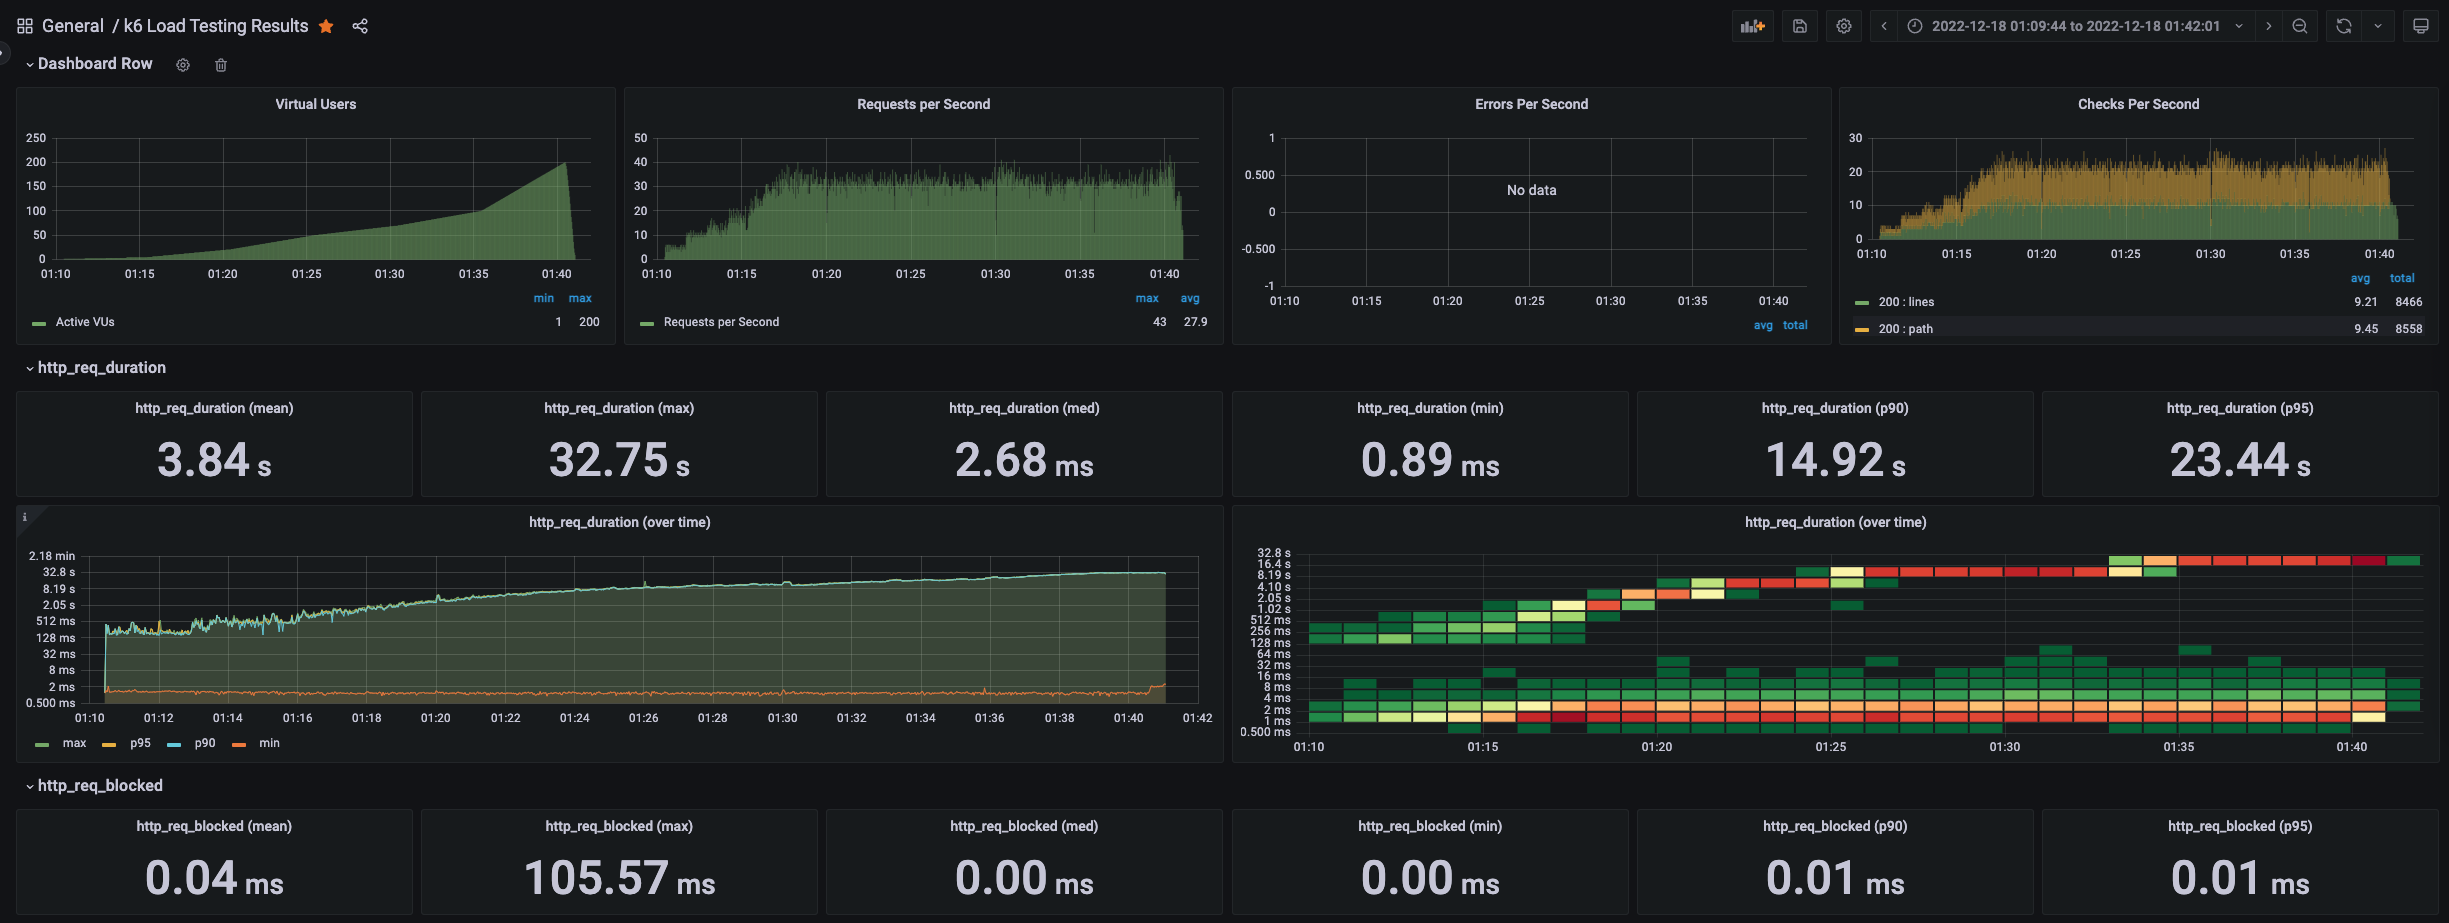 General / k6 Load Testing Results
2022-12-18 01:09:44 to 2022-12-18 01:42:01
Dashboard Row
Virtual Users
250
200
150
100
50
0
01:10 01:15 01:20 01:25 01:30 01:35 01:40
min max
Active VUs 1 200
Requests per Second
50
40
30
20
10
0
01:10 01:15 01:20 01:25 01:30 01:35 01:40
max avg
Requests per Second 43 27.9
Errors Per Second
1
0.500
0
-0.500
-1
No data
01:10 01:15 01:20 01:25 01:30 01:35 01:40
avg total
Checks Per Second
30
20
10
0
01:10 01:15 01:20 01:25 01:30 01:35 01:40
avg total
200 : lines 9.21 8466
200 : path 9.45 8558
http_req_duration
http_req_duration (mean)
3.84 s
http_req_duration (max)
32.75 s
http_req_duration (med)
2.68 ms
http_req_duration (min)
0.89 ms
http_req_duration (p90)
14.92 s
http_req_duration (p95)
23.44 s
i
http_req_duration (over time)
2.18 min
32.8 s
8.19 s
2.05 s
512 ms
128 ms
32 ms
8 ms
2 ms
0.500 ms
01:10 01:12 01:14 01:16 01:18 01:20 01:22 01:24 01:26 01:28 01:30 01:32 01:34 01:36 01:38 01:40 01:42
max p95 p90 min
http_req_duration (over time)
32.8 s
16.4 s
8.19 s
4.10 s
2.05 s
1.02 s
512 ms
256 ms
128 ms
64 ms
32 ms
16 ms
8 ms
4 ms
2 ms
1 ms
0.500 ms
01:10 01:15 01:20 01:25 01:30 01:35 01:40
http_req_blocked
http_req_blocked (mean)
0.04 ms
http_req_blocked (max)
105.57 ms
http_req_blocked (med)
0.00 ms
http_req_blocked (min)
0.00 ms
http_req_blocked (p90)
0.01 ms
http_req_blocked (p95)
0.01 ms